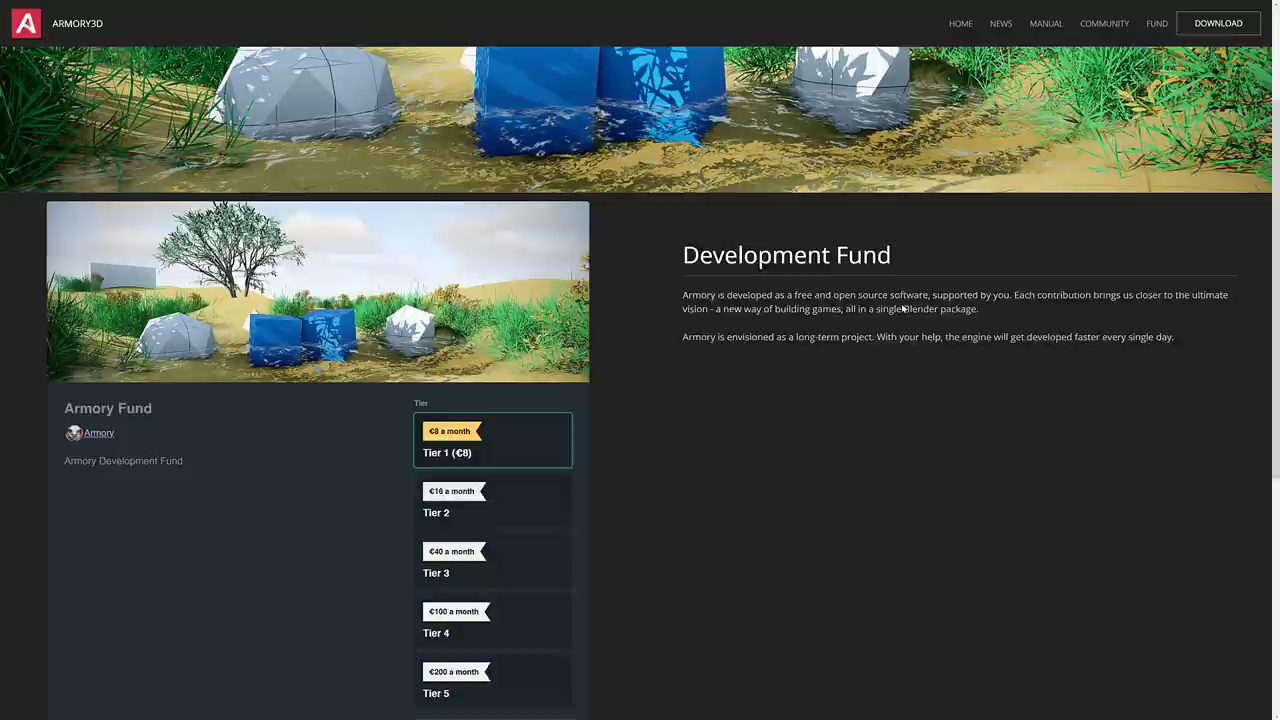 ARMORY3D
HOME NEWS MANUAL COMMUNITY FUND DOWNLOAD
Development Fund
Armory is developed as a free and open source software, supported by you. Each contribution brings us closer to the ultimate
vision - a new way of building games, all in a single Blender package.
Armory is envisioned as a long-term project. With your help, the engine will get developed faster every single day.
Armory Fund
Armory
Armory Development Fund
Tier
€8 a month
Tier 1 (€8)
€16 a month
Tier 2
€40 a month
Tier 3
€100 a month
Tier 4
€200 a month
Tier 5